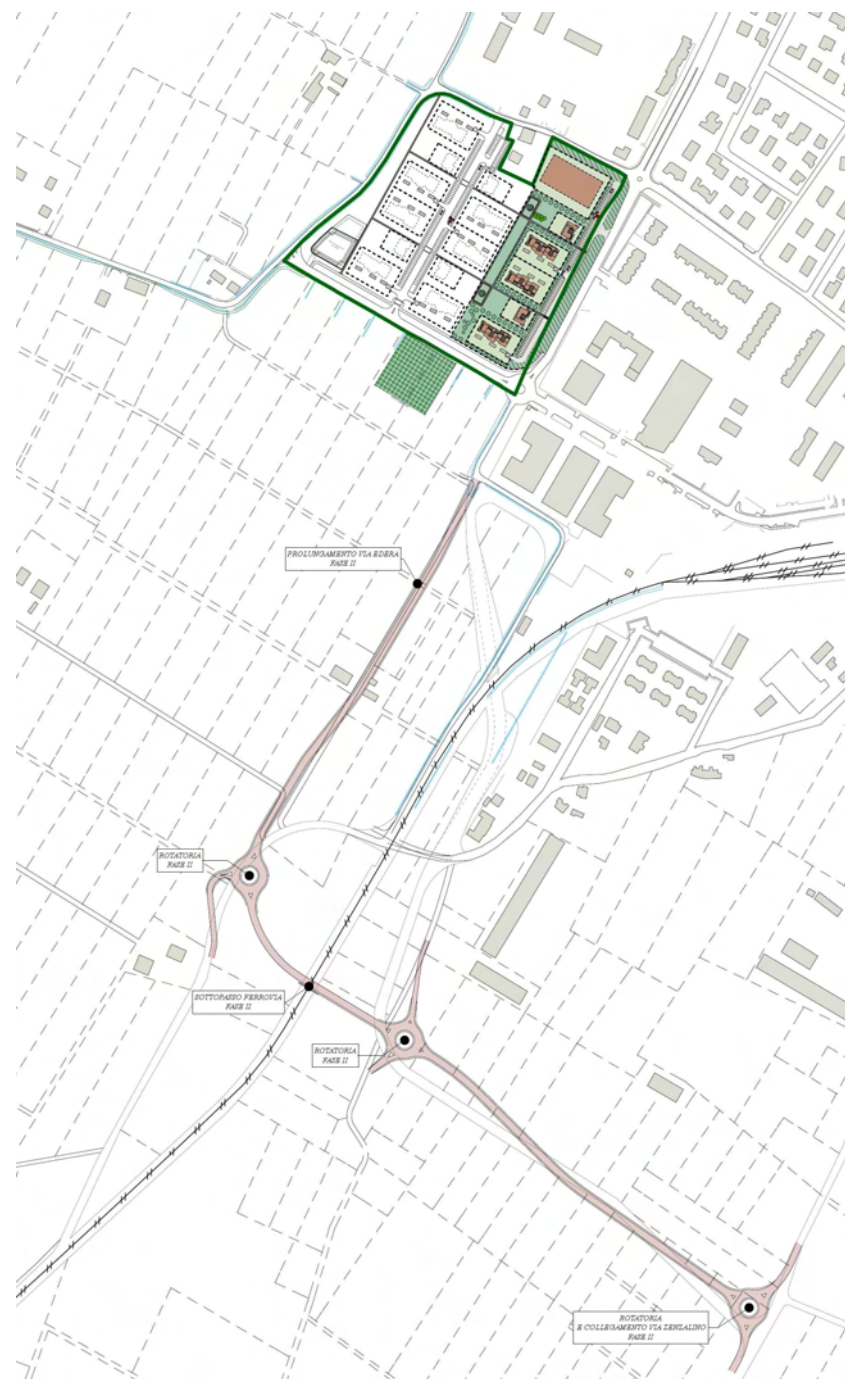 PROLUNGAMENTO VIA EDERA
FASE II
ROTATORIA
FASE II
SOTTOPASSO FERROVIA
FASE II
ROTATORIA
FASE II
ROTATORIA
E COLLEGAMENTO VIA ZENZALINO
FASE II